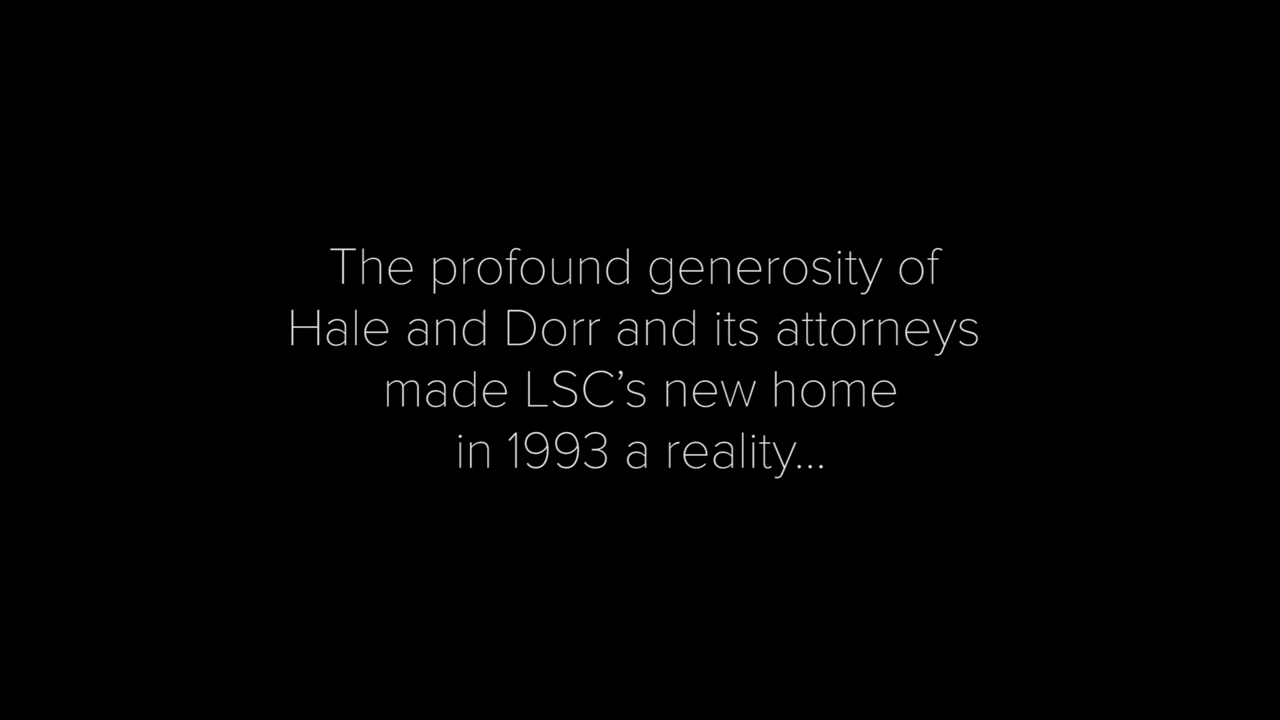 The profound generosity of
Hale and Dorr and its attorneys
made LSC’s new home
in 1993 a reality...